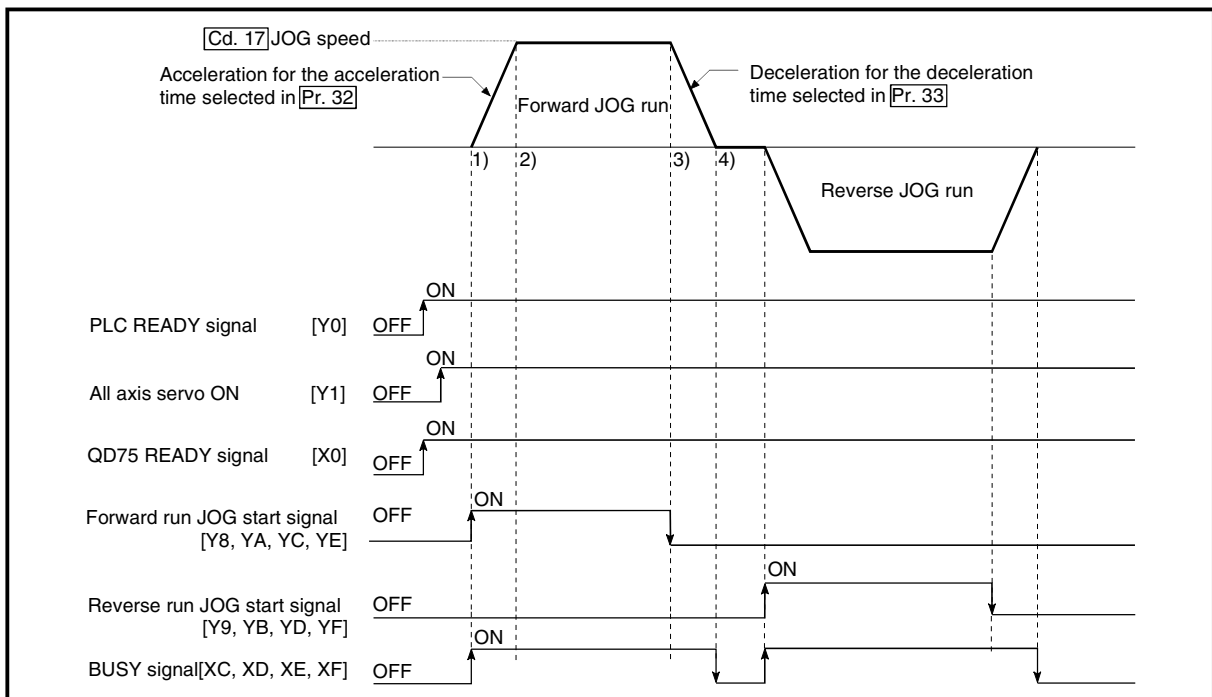 Cd. 17 JOG speed
Acceleration for the acceleration
time selected in Pr. 32
Deceleration for the deceleration
time selected in Pr. 33
Forward JOG run
1) 2) 3) 4)
Reverse JOG run
ON
PLC READY signal [Y0] OFF
ON
All axis servo ON [Y1] OFF
ON
QD75 READY signal [X0] OFF
ON
Forward run JOG start signal OFF
[Y8, YA, YC, YE]
ON
Reverse run JOG start signal OFF
[Y9, YB, YD, YF]
ON
BUSY signal[XC, XD, XE, XF] OFF